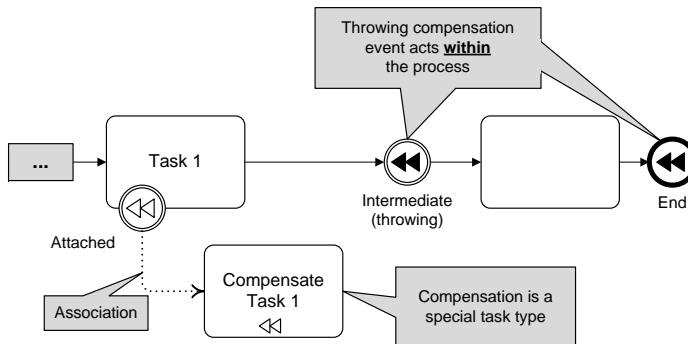 Throwing compensation
event acts within
the process
...
Task 1
Intermediate
(throwing)
End
Attached
Association
Compensate
Task 1
Compensation is a
special task type